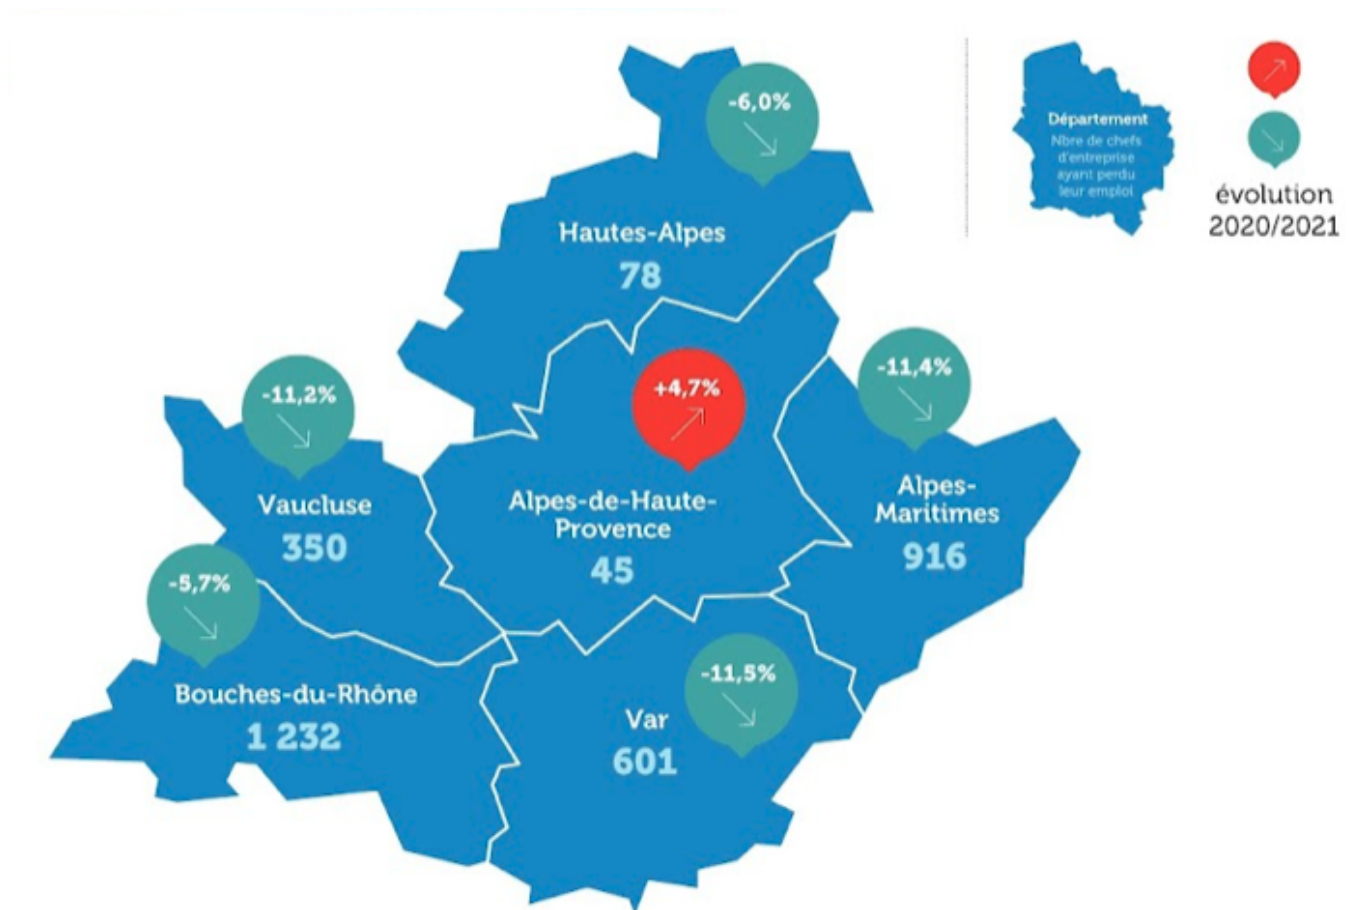 -6,0%
Département
Nbre de chefs
d'entreprise
ayant perdu
leur emploi
évolution
2020/2021
Hautes-Alpes
78
-11,2%
+4,7%
-11,4%
Vaucluse
350
Alpes-de-Haute-
Provence
45
Alpes-
Maritimes
916
-5,7%
Bouches-du-Rhône
1 232
-11,5%
Var
601